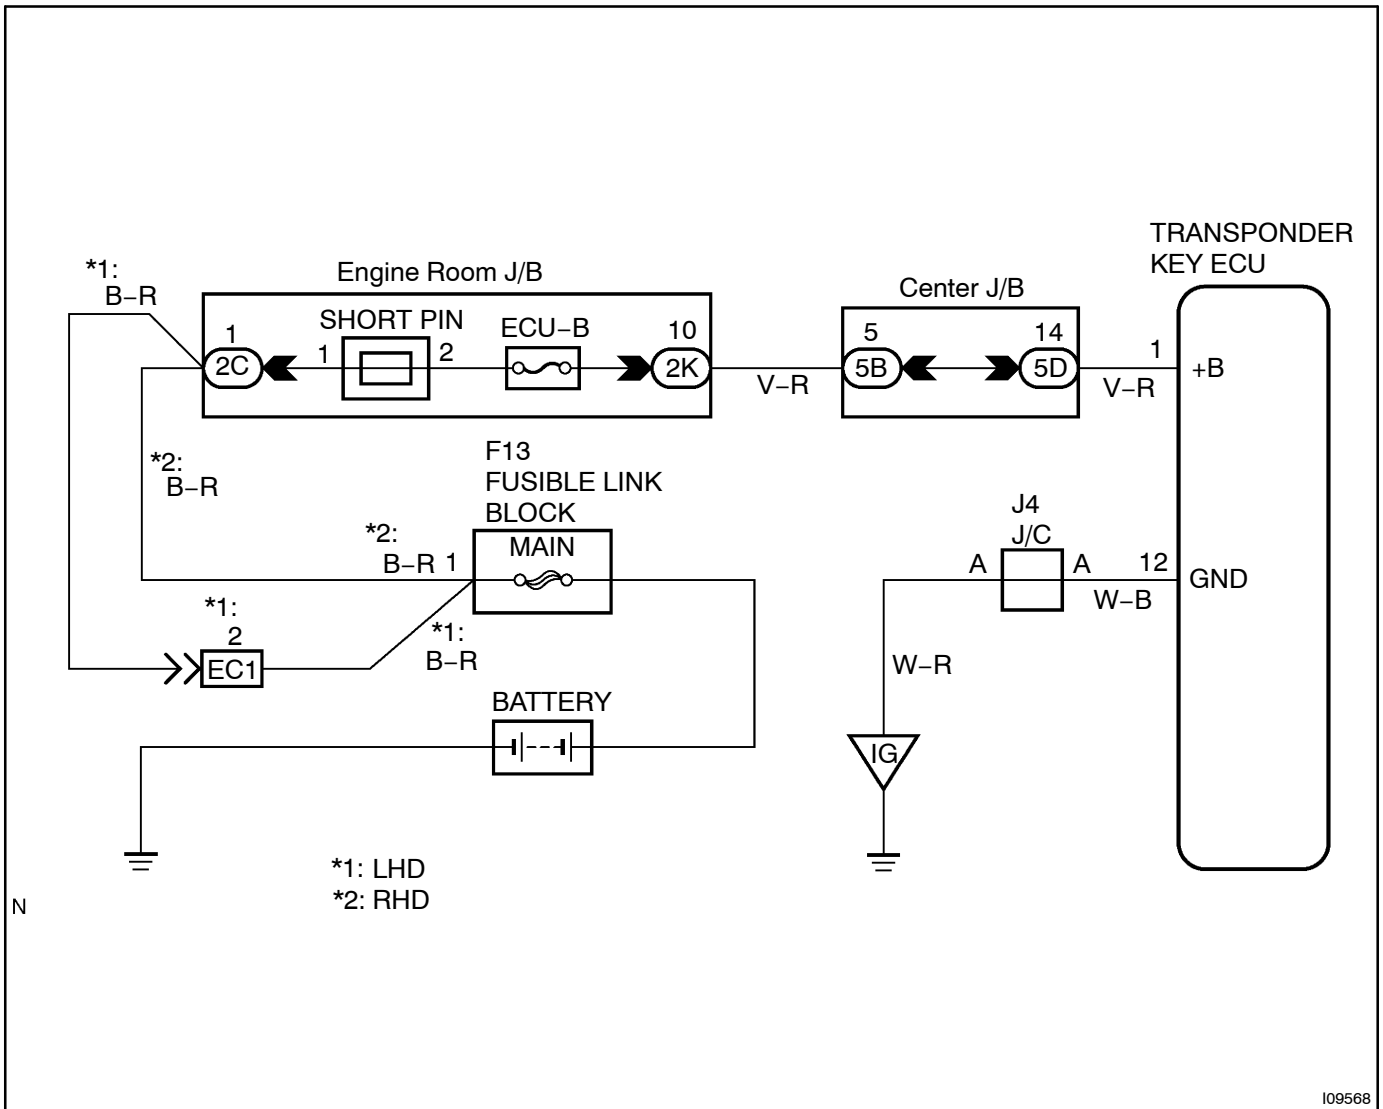 TRANSPONDER
KEY ECU
*1:
B−R
Engine Room J/B
Center J/B
1
2C
SHORT PIN
1
2
ECU−B
10
2K
V−R
5
5B
14
5D
1
V−R
+B
*2:
B−R
F13
FUSIBLE LINK
BLOCK
*2:
B−R 1
MAIN
J4
J/C
A
A
W−B
12
GND
*1:
2
EC1
*1:
B−R
W−R
BATTERY
IG
*1: LHD
*2: RHD
N
I09568